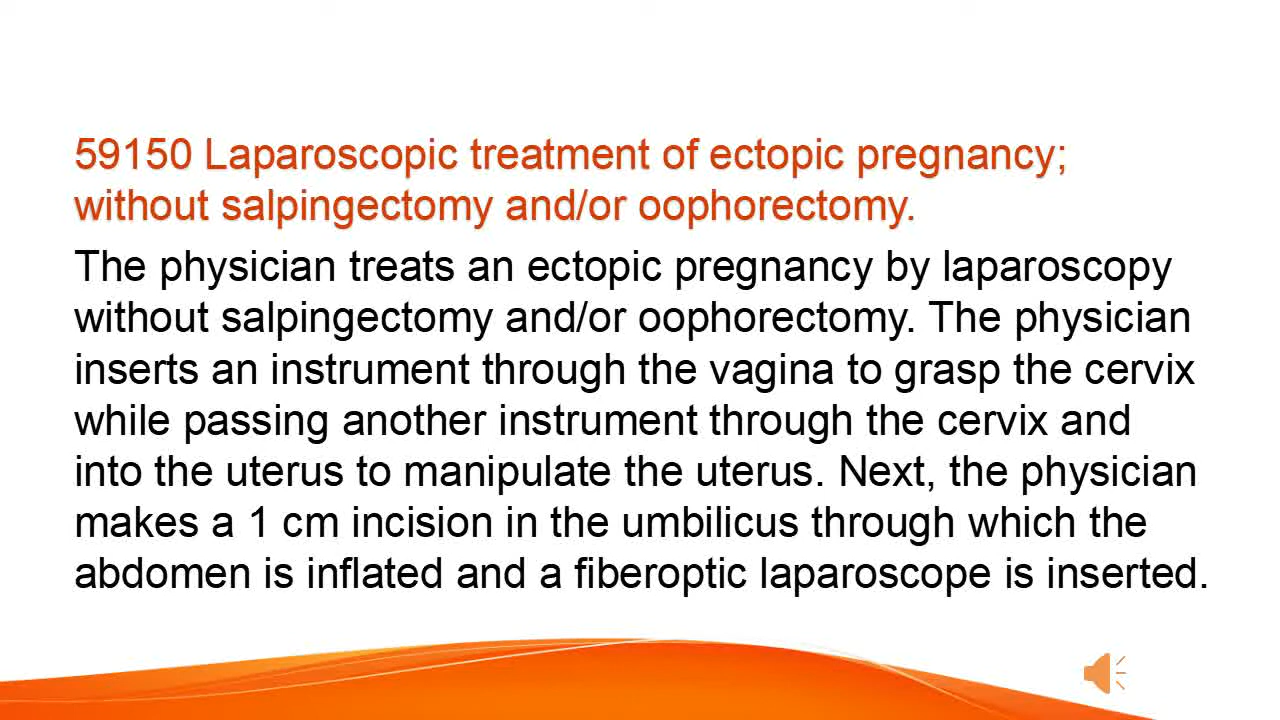 59150 Laparoscopic treatment of ectopic pregnancy;
without salpingectomy and/or oophorectomy.
The physician treats an ectopic pregnancy by laparoscopy
without salpingectomy and/or oophorectomy. The physician
inserts an instrument through the vagina to grasp the cervix
while passing another instrument through the cervix and
into the uterus to manipulate the uterus. Next, the physician
makes a 1 cm incision in the umbilicus through which the
abdomen is inflated and a fiberoptic laparoscope is inserted.